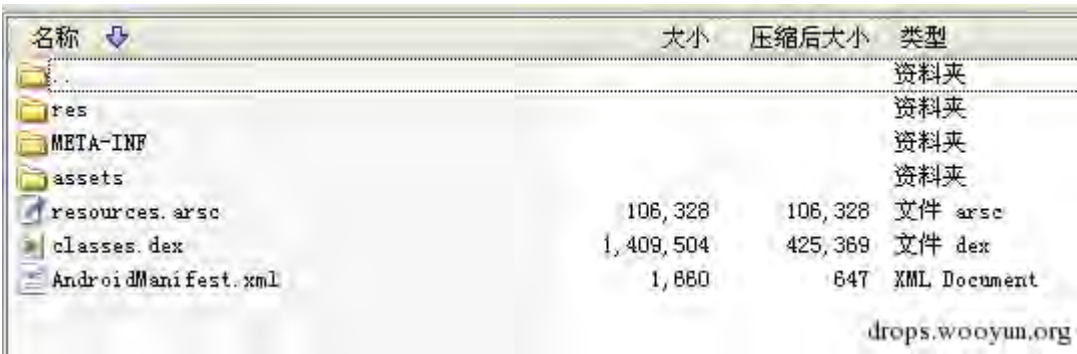 名称 大小 压缩后大小 类型
.. 资料夹
res 资料夹
META-INF 资料夹
assets 资料夹
resources.arsc 106,328 106,328 文件 arsc
classes.dex 1,409,504 425,369 文件 dex
AndroidManifest.xml 1,660 647 XML Document
drops.wooyun.org